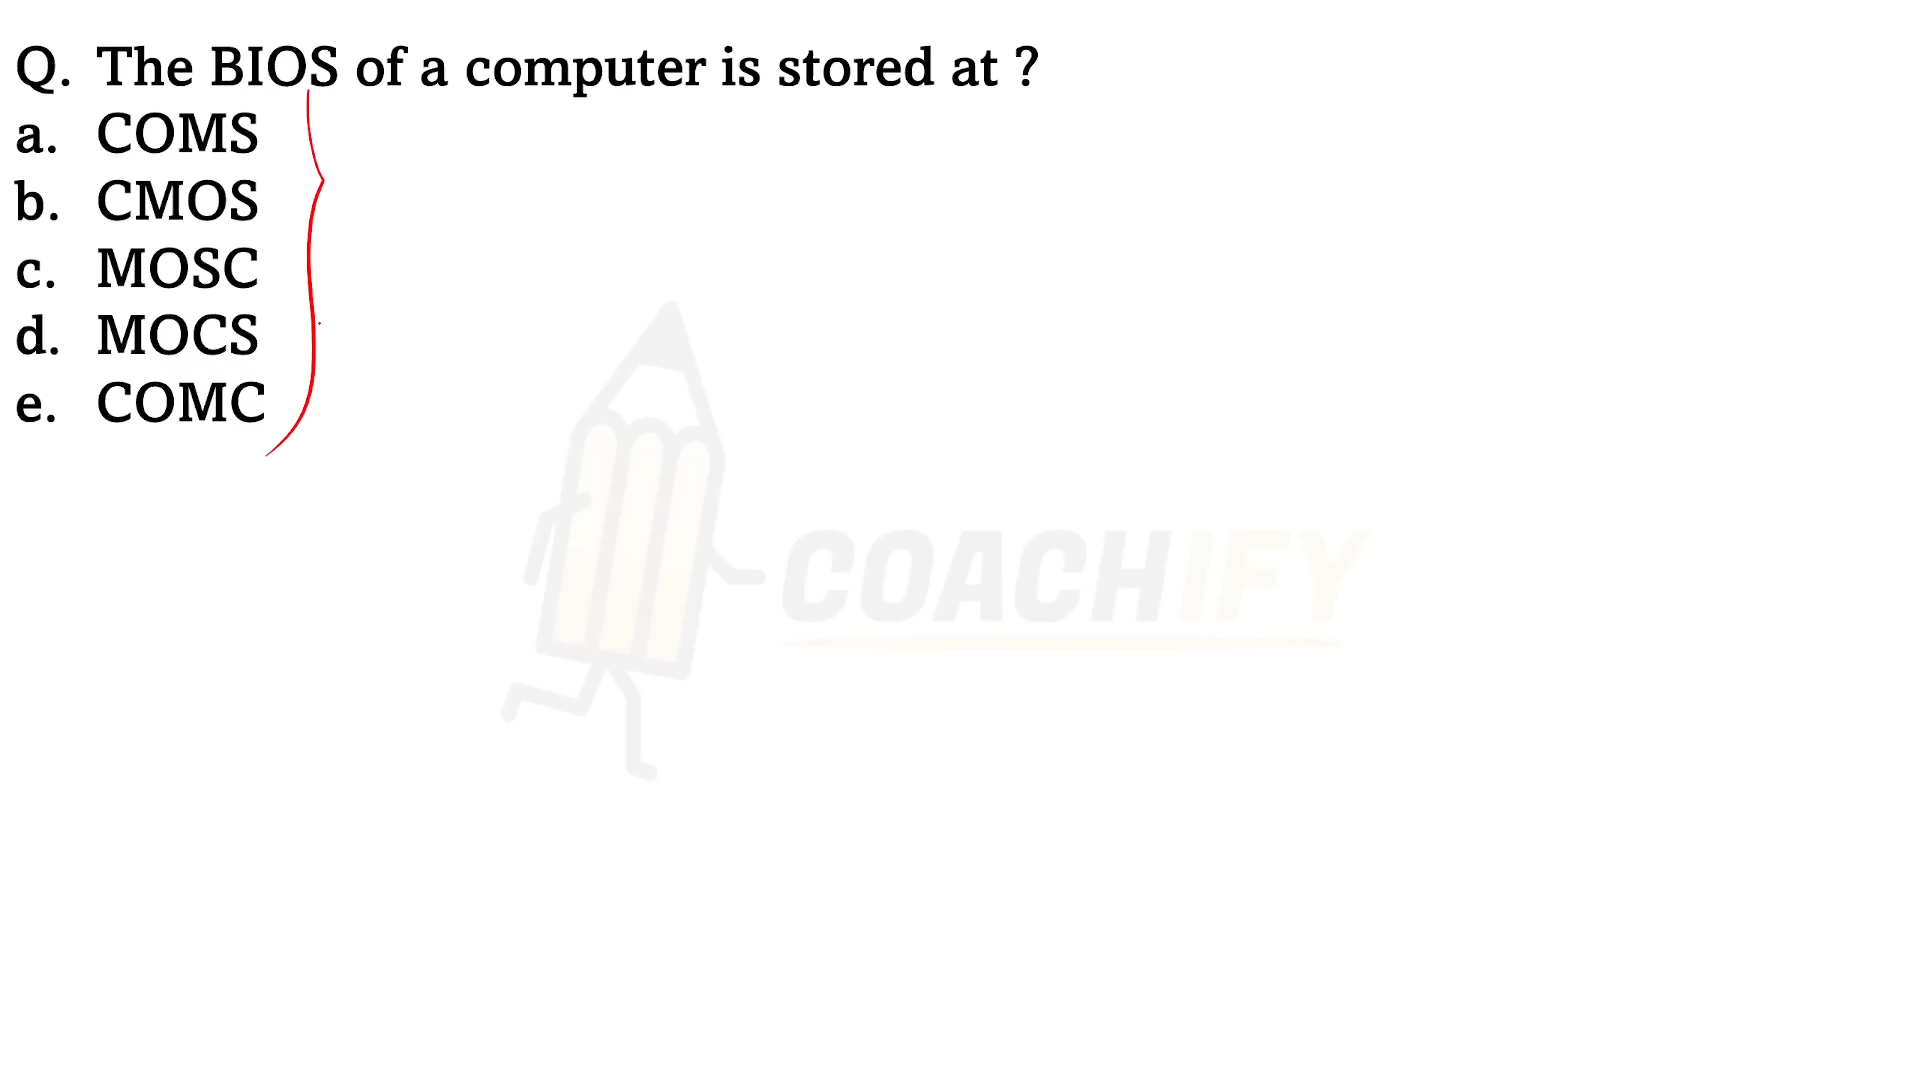 Q. The BIOS of a computer is stored at ?
a. COMS
b. CMOS
c. MOSC
d. MOCS
e. COMC
COACHIFY